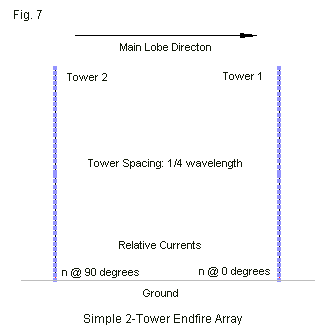 Fig. 7
Main Lobe Directon
Tower 2
Tower 1
Tower Spacing: 1/4 wavelength
Relative Currents
n @ 90 degrees
n @ 0 degrees
Ground
Simple 2-Tower Endfire Array